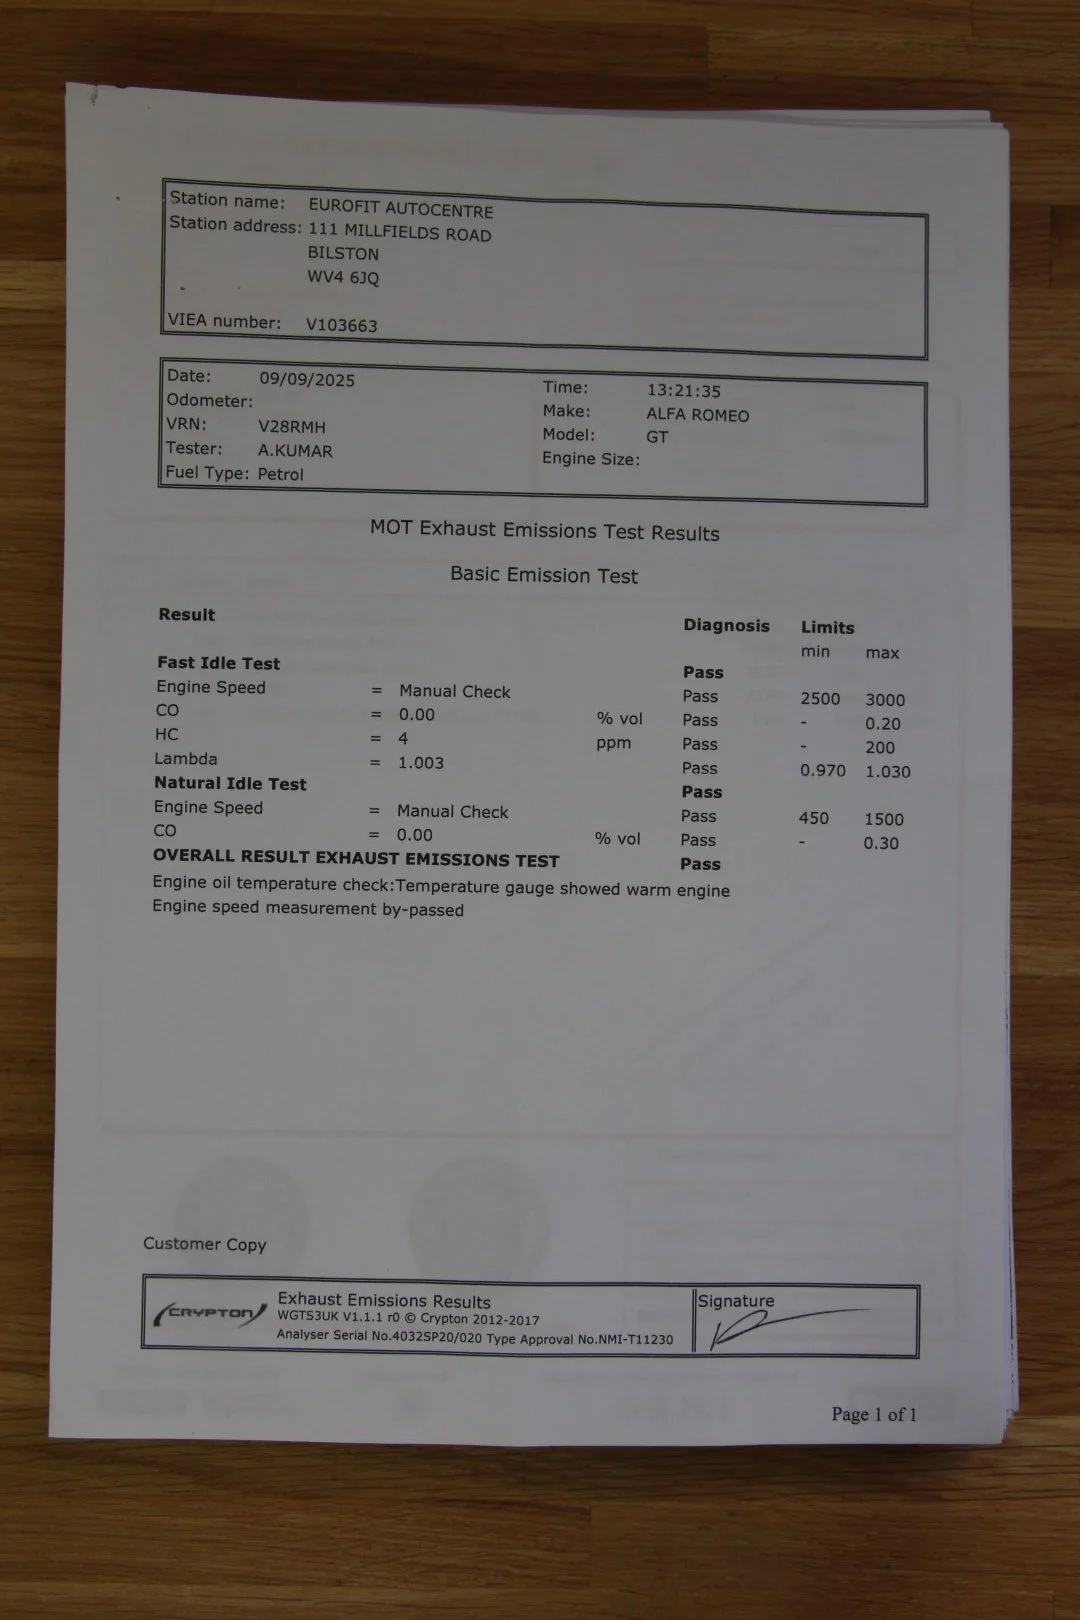 Station name: EUROFIT AUTOCENTRE
Station address: 111 MILLFIELDS ROAD
BILSTON
WV4 6JQ
VIEA number: V103663
Date: 09/09/2025 Time: 13:21:35
Odometer: Make: ALFA ROMEO
VRN: V28RMH Model: GT
Tester: A.KUMAR Engine Size:
Fuel Type: Petrol
MOT Exhaust Emissions Test Results
Basic Emission Test
Result Diagnosis Limits
min max
Fast Idle Test Pass
Engine Speed = Manual Check Pass 2500 3000
CO = 0.00 % vol Pass - 0.20
HC = 4 ppm Pass - 200
Lambda = 1.003 Pass 0.970 1.030
Natural Idle Test Pass
Engine Speed = Manual Check Pass 450 1500
CO = 0.00 % vol Pass - 0.30
OVERALL RESULT EXHAUST EMISSIONS TEST Pass
Engine oil temperature check:Temperature gauge showed warm engine
Engine speed measurement by-passed
Customer Copy
CRYPTON
Exhaust Emissions Results
WGTS3UK V1.1.1 r0 © Crypton 2012-2017
Analyser Serial No.4032SP20/020 Type Approval No.NMI-T11230
Signature
Page 1 of 1